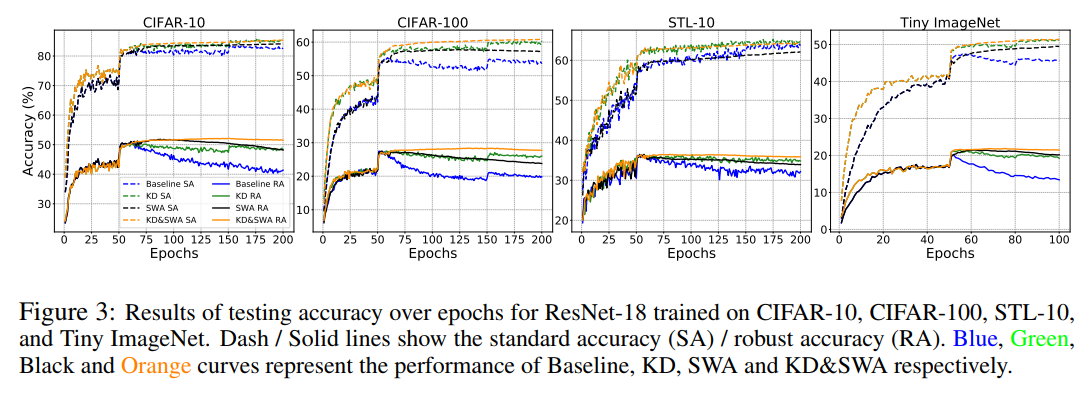 CIFAR-10
CIFAR-100
STL-10
Tiny ImageNet
Accuracy (%)
80
70
60
50
40
30
60
50
40
30
20
10
60
50
40
30
20
50
40
30
20
10
0
Baseline SA
KD SA
SWA SA
KD&SWA SA
Baseline RA
KD RA
SWA RA
KD&SWA RA
0 25 50 75 100 125 150 175 200
0 25 50 75 100 125 150 175 200
0 25 50 75 100 125 150 175 200
0 20 40 60 80 100
Epochs
Epochs
Epochs
Epochs
Figure 3: Results of testing accuracy over epochs for ResNet-18 trained on CIFAR-10, CIFAR-100, STL-10,
and Tiny ImageNet. Dash / Solid lines show the standard accuracy (SA) / robust accuracy (RA). Blue, Green,
Black and Orange curves represent the performance of Baseline, KD, SWA and KD&SWA respectively.